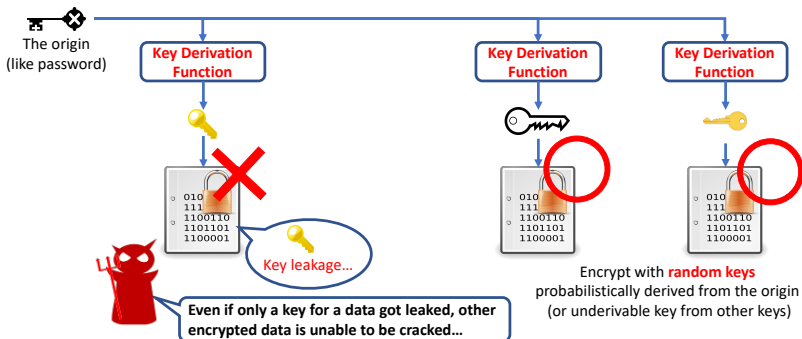 The origin
(like password)
Key Derivation
Function
Key Derivation
Function
Key Derivation
Function
010
111
1100110
1101101
1100001
010
111
1100110
1101101
1100001
010
111
1100110
1101101
1100001
Key leakage…
Even if only a key for a data got leaked, other
encrypted data is unable to be cracked…
Encrypt with random keys
probabilistically derived from the origin
(or underivable key from other keys)